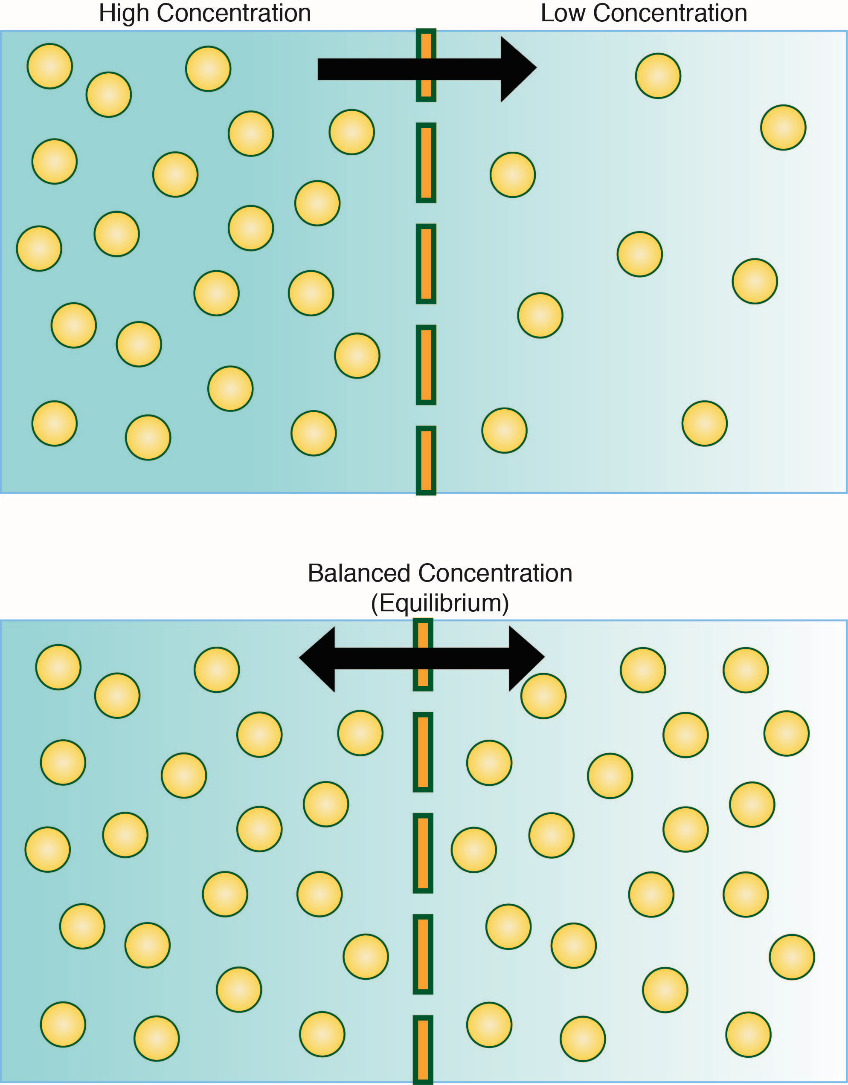 High Concentration
Low Concentration
Balanced Concentration
(Equilibrium)